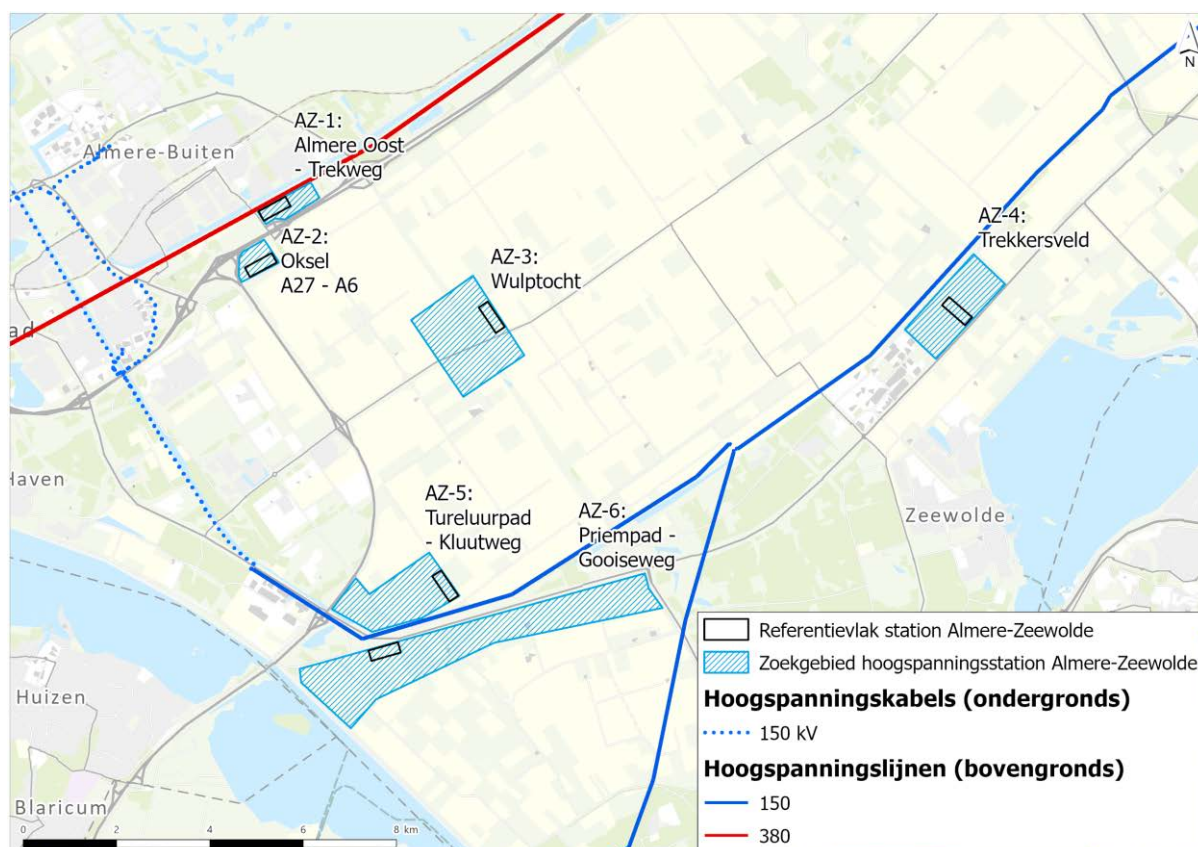 N
AZ-1:
Almere Oost
- Trekweg
Almere-Buiten
AZ-2:
Oksel
A27 - A6
AZ-3:
Wulptocht
AZ-4:
Trekkersveld
ad
Haven
AZ-5:
Tureluurpad
- Kluutweg
AZ-6:
Priempad -
Gooiseweg
Zeewolde
Huizen
Blaricum
0 2 4 6 8 km
Referentievlak station Almere-Zeewolde
Zoekgebied hoogspanningsstation Almere-Zeewolde
Hoogspanningskabels (ondergronds)
150 kV
Hoogspanningslijnen (bovengronds)
150
380